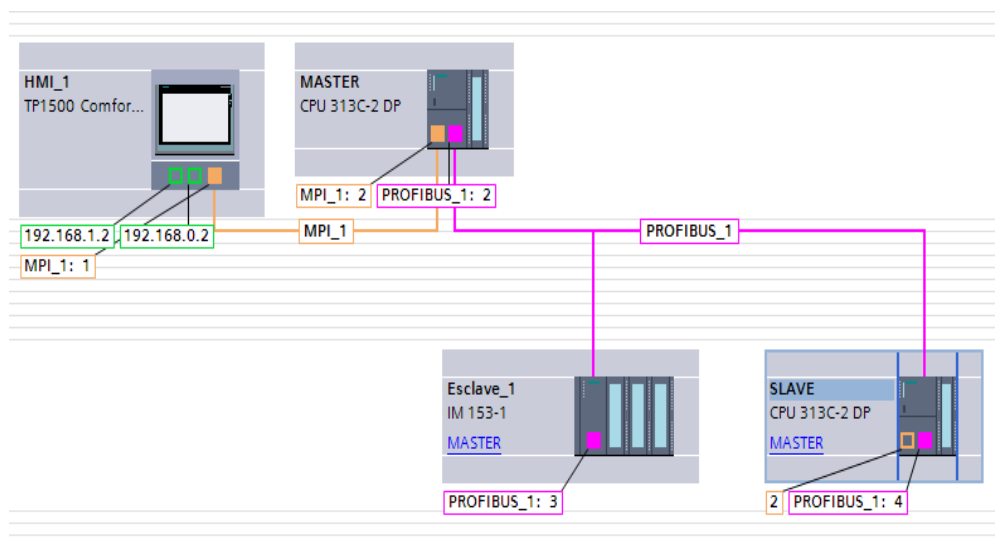 HMI_1
TP1500 Comfor...
MASTER
CPU 313C-2 DP
MPI_1: 2
PROFIBUS_1: 2
192.168.1.2
192.168.0.2
MPI_1
PROFIBUS_1
MPI_1: 1
Esclave_1
IM 153-1
MASTER
PROFIBUS_1: 3
SLAVE
CPU 313C-2 DP
MASTER
2
PROFIBUS_1: 4